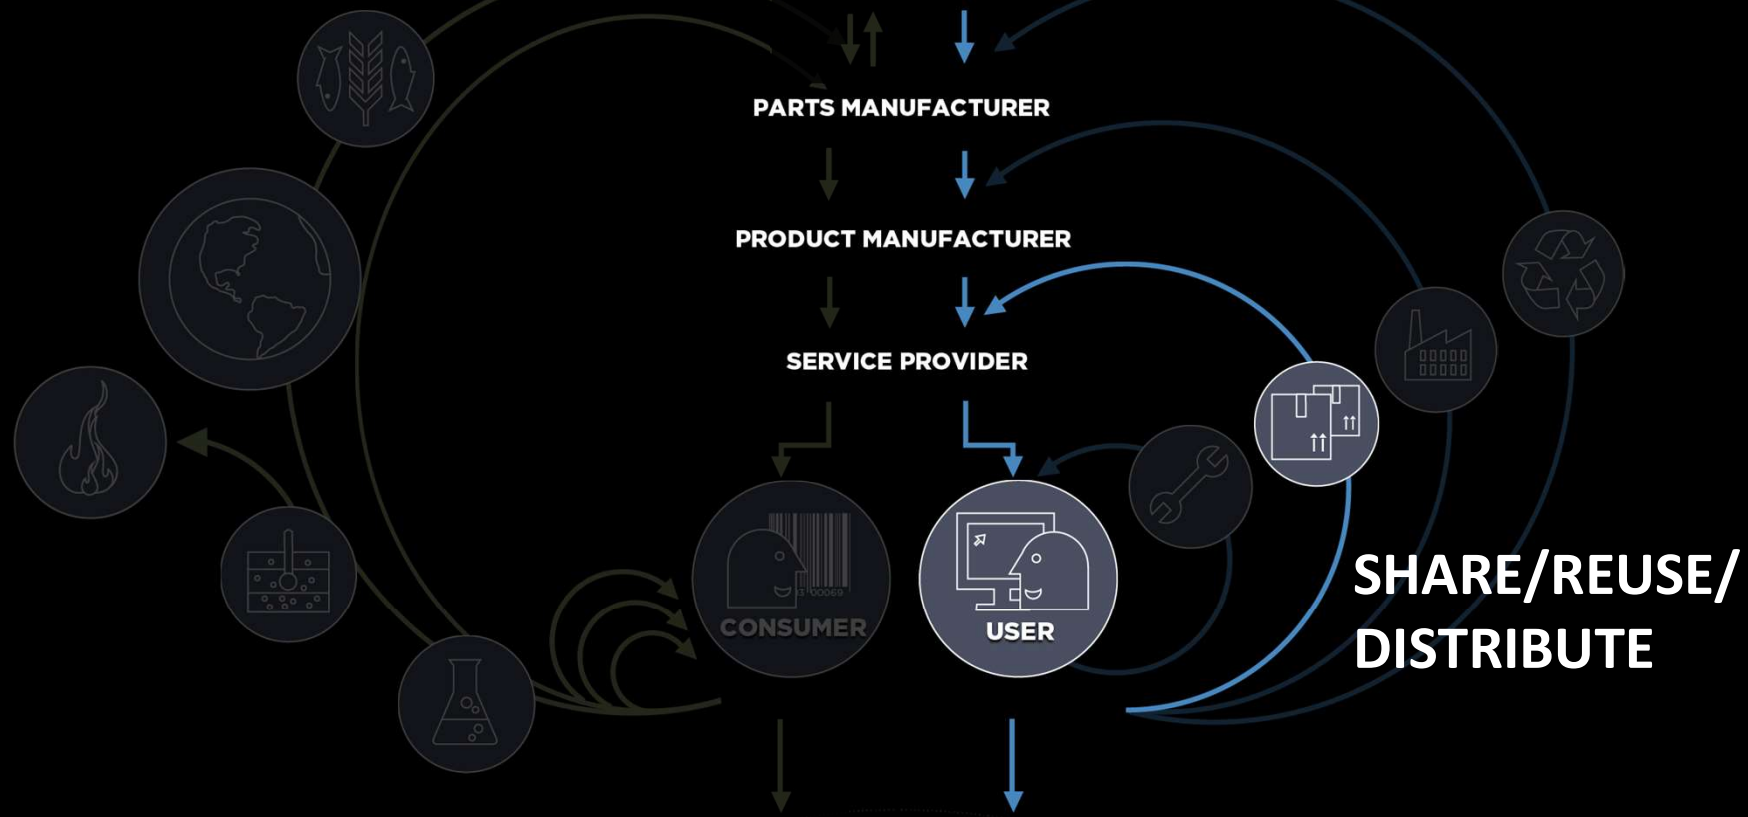 PARTS MANUFACTURER
PRODUCT MANUFACTURER
SERVICE PROVIDER
CONSUMER
USER
SHARE/REUSE/
DISTRIBUTE